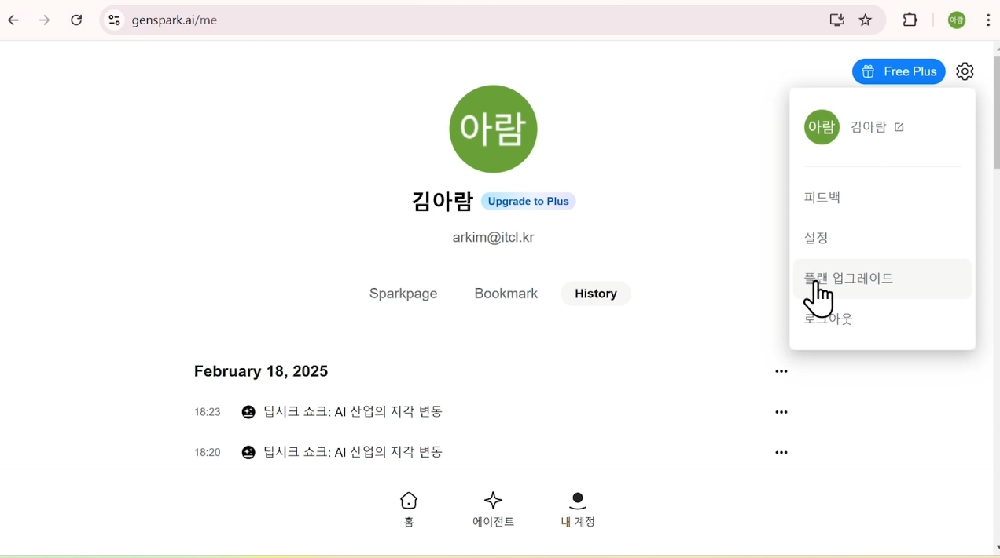 genspark.ai/me
아람
Free Plus
아람
김아람 Upgrade to Plus
arkim@itcl.kr
Sparkpage Bookmark History
아람 김아람
피드백
설정
플랜 업그레이드
로그아웃
February 18, 2025
18:23 딥시크 쇼크: AI 산업의 지각 변동
18:20 딥시크 쇼크: AI 산업의 지각 변동
홈 에이전트 내 계정